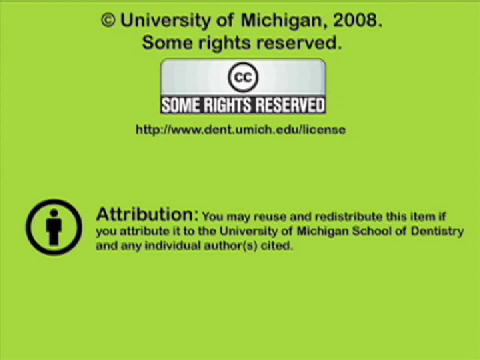 © University of Michigan, 2008.
Some rights reserved.
cc
SOME RIGHTS RESERVED
http://www.dent.umich.edu/license
Attribution: You may reuse and redistribute this item if
you attribute it to the University of Michigan School of Dentistry
and any individual author(s) cited.